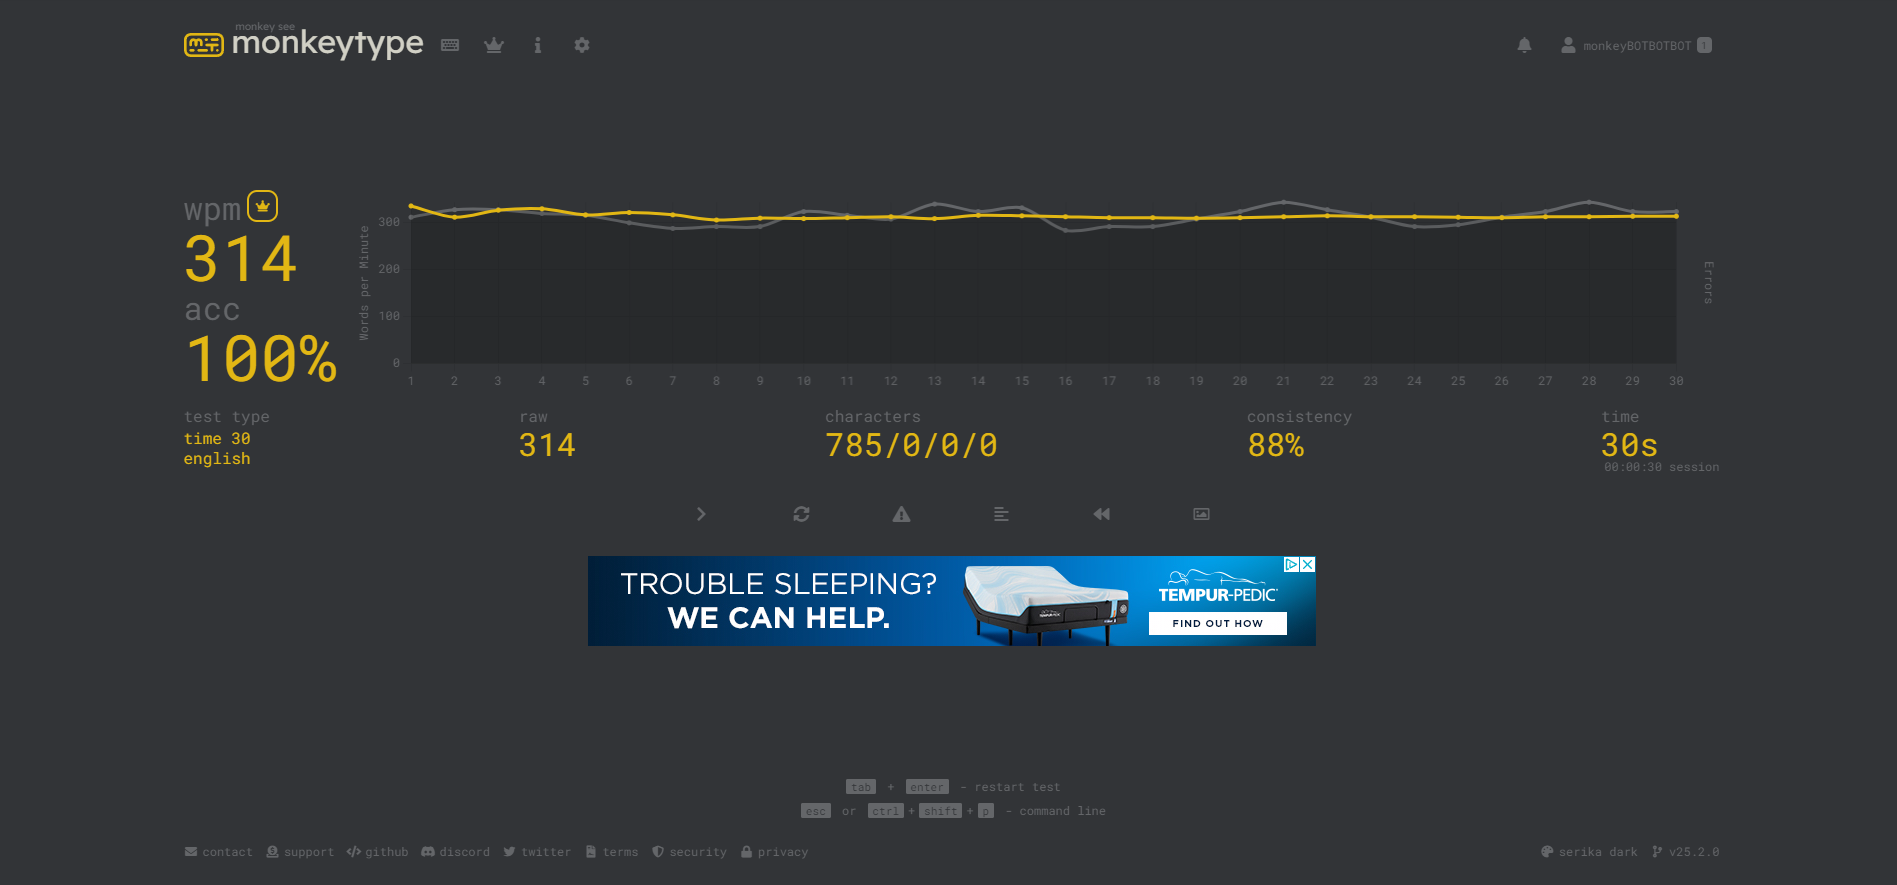 monkey see
monkeytype
monkeyBOTBOTBOT 1
wpm
314
acc
100%
Words per Minute
300
200
100
0
1 2 3 4 5 6 7 8 9 10 11 12 13 14 15 16 17 18 19 20 21 22 23 24 25 26 27 28 29 30
Errors
test type
time 30
english
raw
314
characters
785/0/0/0
consistency
88%
time
30s
00:00:30 session
TROUBLE SLEEPING?
WE CAN HELP.
TEMPUR-PEDIC
FIND OUT HOW
tab + enter - restart test
esc or ctrl + shift + p - command line
contact support github discord twitter terms security privacy
serika dark v25.2.0